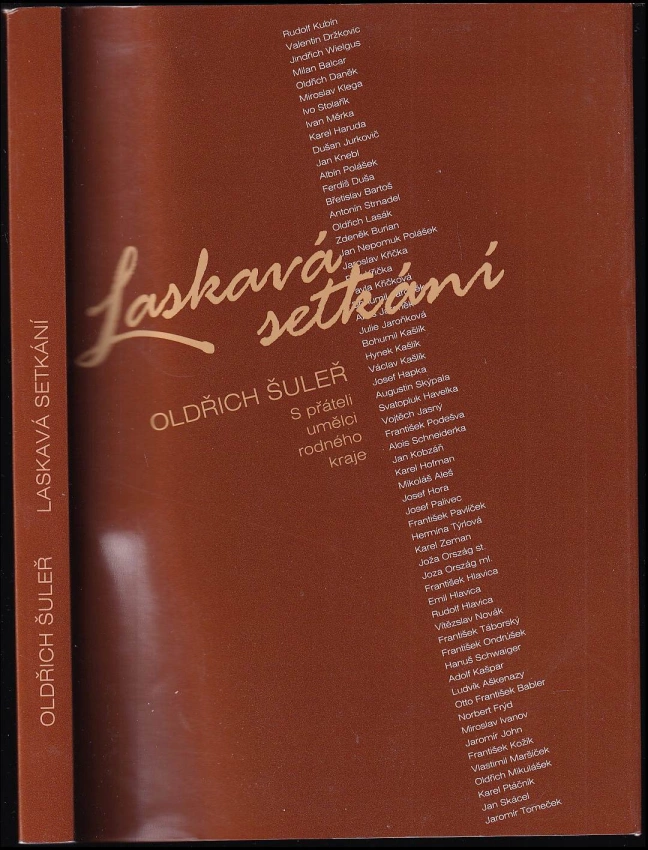 OLDŘICH ŠULEŘ LASKAVÁ SETKÁNÍ
Rudolf Kubín
Valentin Držkovic
Jindřich Wielgus
Milan Balcar
Oldřich Daněk
Miroslav Klega
Ivo Stolařík
Ivan Měrka
Karel Haruda
Dušan Jurkovič
Jan Knebl
Albin Polášek
Ferdiš Duša
Břetislav Bartoš
Antonín Strnadel
Oldřich Lasák
Zdeněk Burian
Jan Nepomuk Polášek
Jaroslav Křička
Křička
Pavla Křičková
Laskavá
setkání
Julie Jaroňková
Bohumil Kašlík
Hynek Kašlík
Václav Kašlík
Josef Hapka
Augustin Skýpala
Svatopluk Havelka
Vojtěch Jasný
František Podešva
Alois Schneiderka
Jan Kobzáň
Karel Hofman
Mikoláš Aleš
Josef Hora
Josef Palivec
František Pavlíček
Hermína Týrlová
Karel Zeman
Joža Ország st.
Joza Ország ml.
František Hlavica
Emil Hlavica
Rudolf Hlavica
Vítězslav Novák
František Táborský
František Ondrúšek
Hanuš Schwaiger
Adolf Kašpar
Ludvík Aškenazy
Otto František Babler
Norbert Frýd
Miroslav Ivanov
Jaromír John
František Kožík
Vlastimil Maršíček
Oldřich Mikulášek
Karel Ptáčník
Jan Skácel
Jaromír Tomeček
OLDŘICH ŠULEŘ
S přáteli
umělci
rodného
kraje